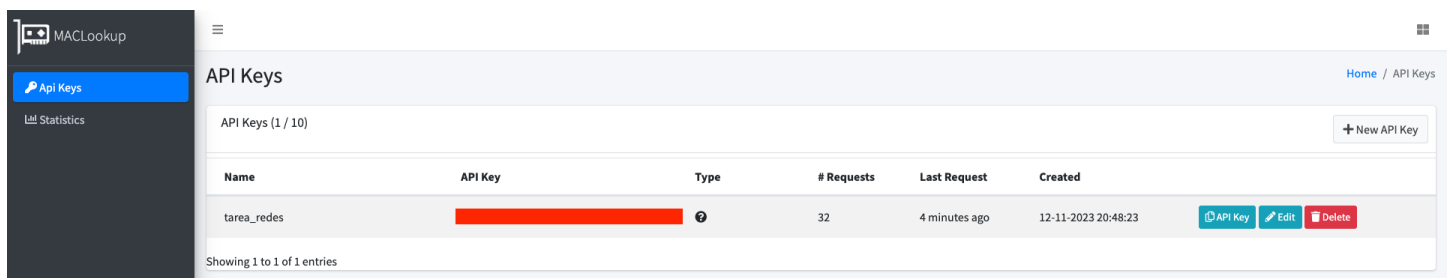 MACLookup
Api Keys
Statistics
API Keys
Home / API Keys
API Keys (1 / 10)
New API Key
Name API Key Type # Requests Last Request Created
tarea_redes 32 4 minutes ago 12-11-2023 20:48:23 API Key Edit Delete
Showing 1 to 1 of 1 entries